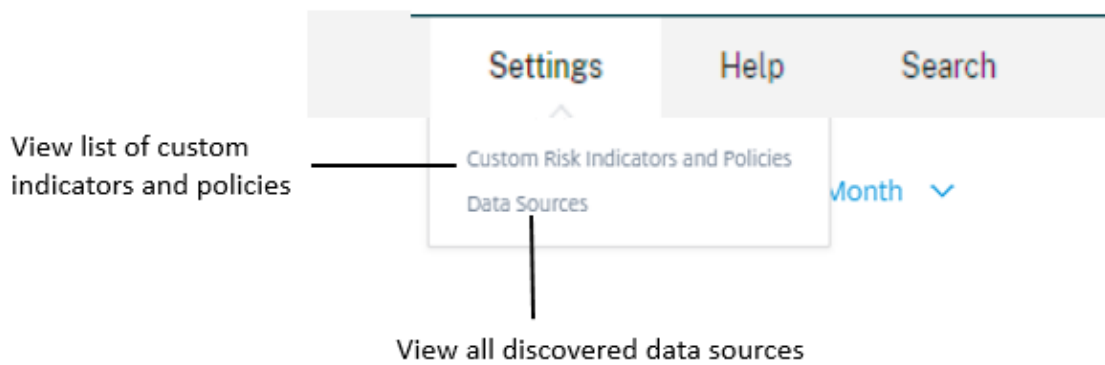 Settings Help Search
View list of custom
indicators and policies
Custom Risk Indicators and Policies
Data Sources
Month
View all discovered data sources